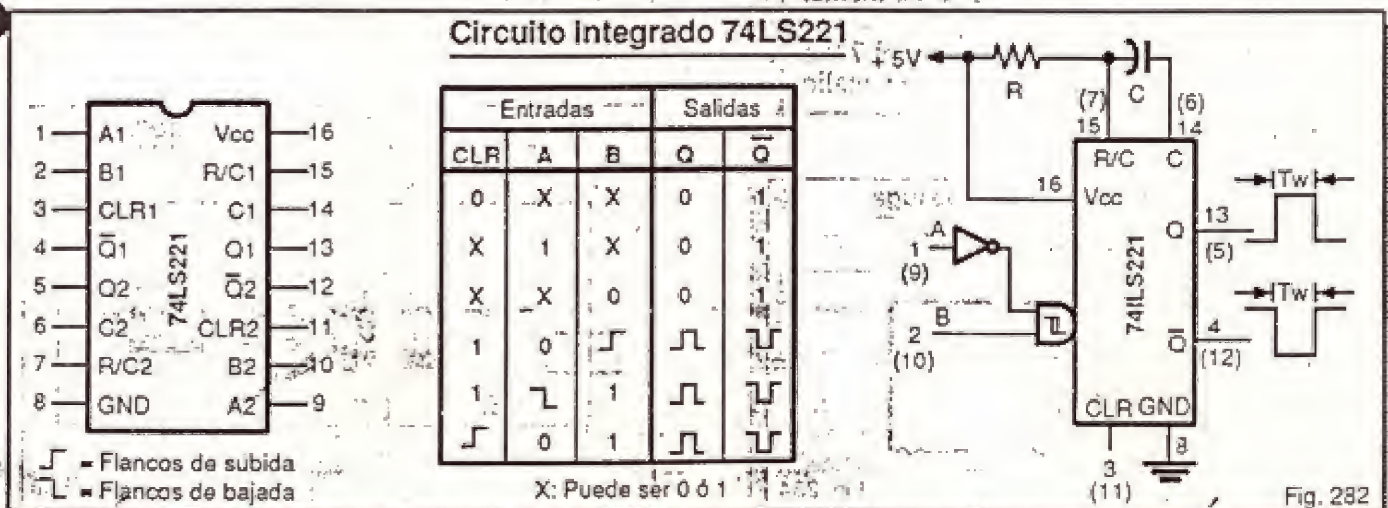 Circuito Integrado 74LS221
1 A1 Vcc 16
2 B1 R/C1 15
3 CLR1 C1 14
4 Q̅1 Q1 13
5 Q2 Q̅2 12
6 C2 CLR2 11
7 R/C2 B2 10
8 GND A2 9
74LS221
= Flancos de subida
= Flancos de bajada
Entradas Salidas
CLR A B Q Q̅
0 X X 0 1
X 1 X 0 1
X X 0 0 1
1 0
1 1
0 1
X: Puede ser 0 ó 1
+5V
R C
(7) (6)
15 14
R/C C
16 Vcc
A
1
(9)
B
2
(10)
74LS221
Q 13
(5)
Tw
Tw
Q̅ 4
(12)
CLR GND
3 8
(11)
Fig. 282